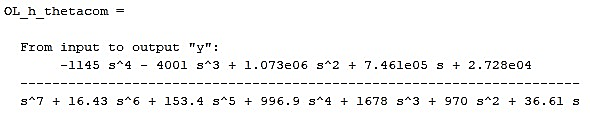 OL_h_thetacom =
From input to output "y":
-1145 s^4 - 4001 s^3 + 1.073e06 s^2 + 7.461e05 s + 2.728e04
-----------------------------------------------------------------------
s^7 + 16.43 s^6 + 153.4 s^5 + 996.9 s^4 + 1678 s^3 + 970 s^2 + 36.61 s